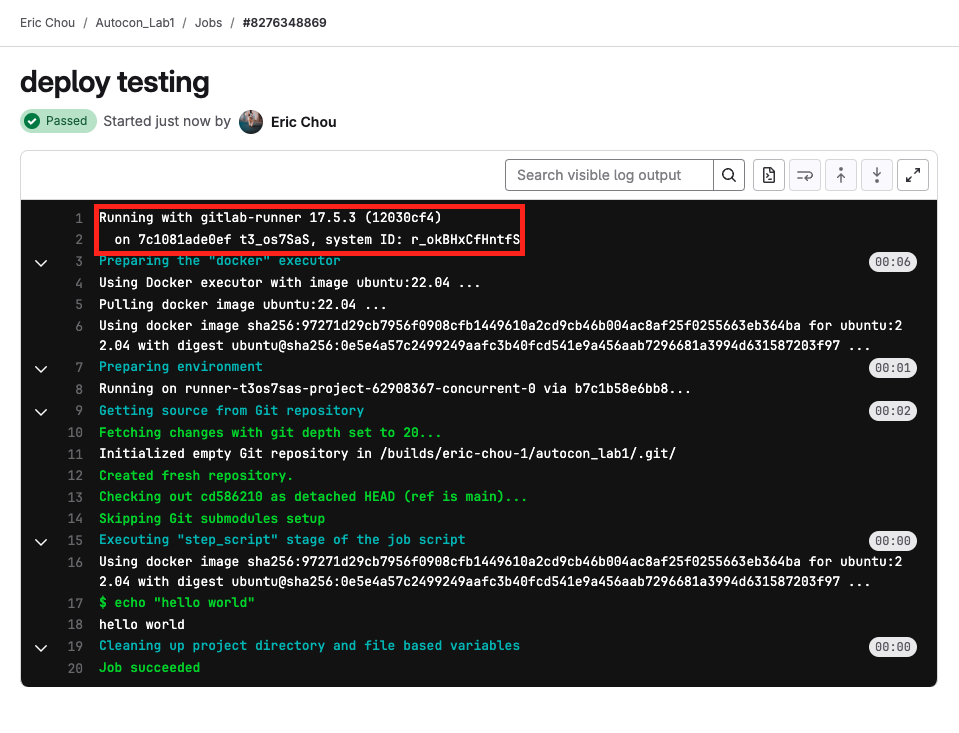 Eric Chou / Autocon_Lab1 / Jobs / #8276348869
deploy testing
Passed Started just now by Eric Chou
Search visible log output
1 Running with gitlab-runner 17.5.3 (12030cf4)
2 on 7c1081ade0ef t3_os7SaS, system ID: r_okBHxCfHntfS
3 Preparing the "docker" executor 00:06
4 Using Docker executor with image ubuntu:22.04 ...
5 Pulling docker image ubuntu:22.04 ...
6 Using docker image sha256:97271d29cb7956f0908cfb1449610a2cd9cb46b004ac8af25f0255663eb364ba for ubuntu:2
2.04 with digest ubuntu@sha256:0e5e4a57c2499249aafc3b40fcd541e9a456aab7296681a3994d631587203f97 ...
7 Preparing environment 00:01
8 Running on runner-t3os7sas-project-62908367-concurrent-0 via b7c1b58e6bb8...
9 Getting source from Git repository 00:02
10 Fetching changes with git depth set to 20...
11 Initialized empty Git repository in /builds/eric-chou-1/autocon_lab1/.git/
12 Created fresh repository.
13 Checking out cd586210 as detached HEAD (ref is main)...
14 Skipping Git submodules setup
15 Executing "step_script" stage of the job script 00:00
16 Using docker image sha256:97271d29cb7956f0908cfb1449610a2cd9cb46b004ac8af25f0255663eb364ba for ubuntu:2
2.04 with digest ubuntu@sha256:0e5e4a57c2499249aafc3b40fcd541e9a456aab7296681a3994d631587203f97 ...
17 $ echo "hello world"
18 hello world
19 Cleaning up project directory and file based variables 00:00
20 Job succeeded